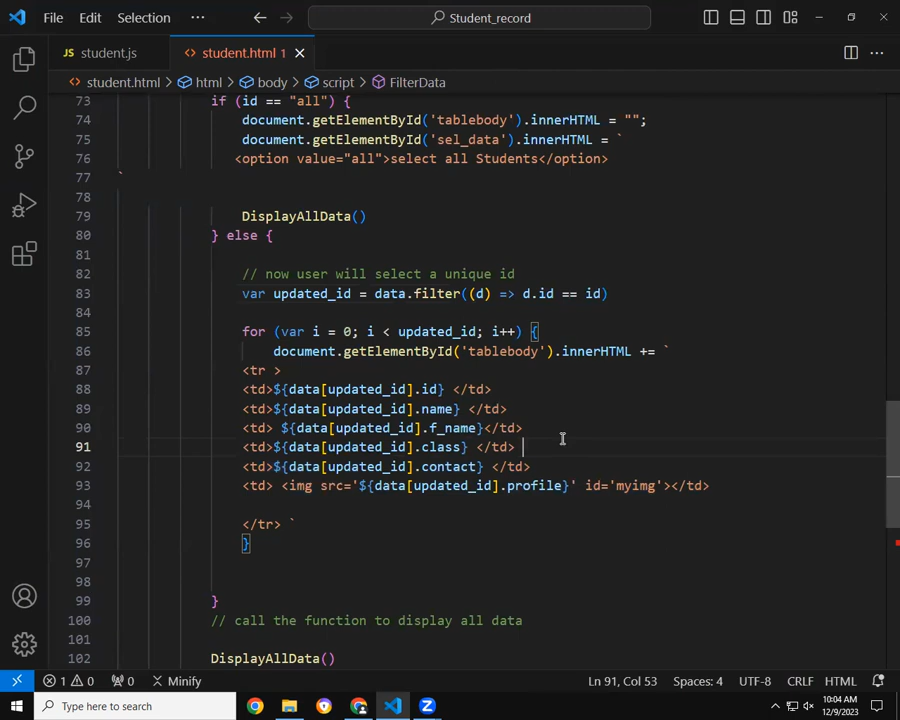 File Edit Selection ··· Student_record
JS student.js <> student.html 1
<> student.html > html > body > script > FilterData
73 if (id == "all") {
74 document.getElementById('tablebody').innerHTML = "";
75 document.getElementById('sel_data').innerHTML = `
76 <option value="all">select all Students</option>
77 `
78
79 DisplayAllData()
80 } else {
81
82 // now user will select a unique id
83 var updated_id = data.filter((d) => d.id == id)
84
85 for (var i = 0; i < updated_id; i++) {
86 document.getElementById('tablebody').innerHTML += `
87 <tr >
88 <td>${data[updated_id].id} </td>
89 <td>${data[updated_id].name} </td>
90 <td> ${data[updated_id].f_name}</td>
91 <td>${data[updated_id].class} </td>
92 <td>${data[updated_id].contact} </td>
93 <td> <img src='${data[updated_id].profile}' id='myimg'></td>
94
95 </tr> `
96 }
97
98
99 }
100 // call the function to display all data
101
102 DisplayAllData()
1 0 0 Minify Ln 91, Col 53 Spaces: 4 UTF-8 CRLF HTML
Type here to search
10:04 AM
12/9/2023